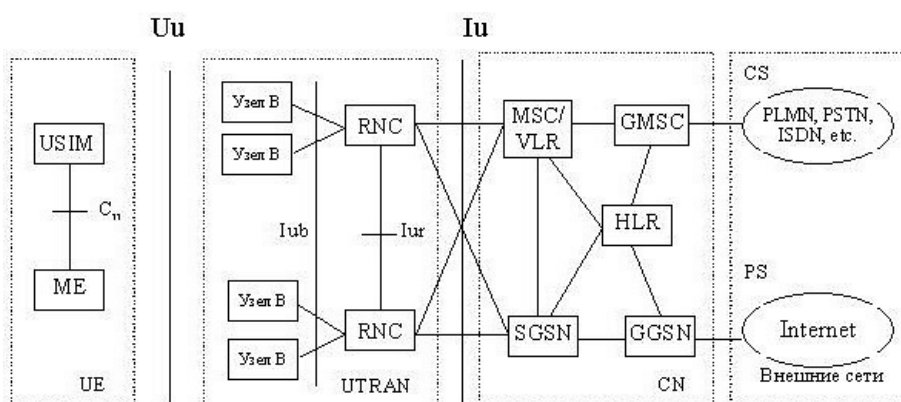 Uu
Iu
USIM
Cп
ME
UE
Узел B
Узел B
RNC
Iub
Iur
Узел B
Узел B
RNC
UTRAN
MSC/
VLR
GMSC
HLR
SGSN
GGSN
CN
CS
PLMN, PSTN,
ISDN, etc.
PS
Internet
Внешние сети